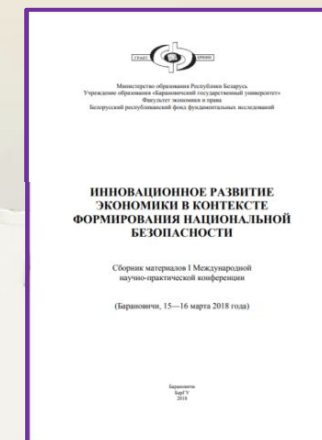 Министерство образования Республики Беларусь
Учреждение образования «Барановичский государственный университет»
Факультет экономики и права
Белорусский республиканский фонд фундаментальных исследований
ИННОВАЦИОННОЕ РАЗВИТИЕ
ЭКОНОМИКИ В КОНТЕКСТЕ
ФОРМИРОВАНИЯ НАЦИОНАЛЬНОЙ
БЕЗОПАСНОСТИ
Сборник материалов I Международной
научно-практической конференции
(Барановичи, 15—16 марта 2018 года)
Барановичи
БарГУ
2018